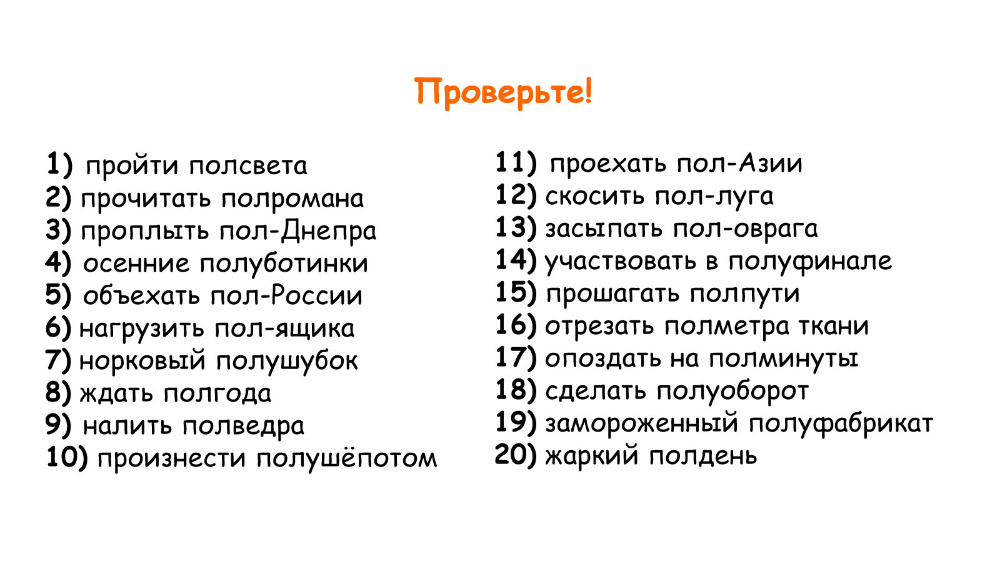 Проверьте!
1) пройти полсвета
2) прочитать полромана
3) проплыть пол-Днепра
4) осенние полуботинки
5) объехать пол-России
6) нагрузить пол-ящика
7) норковый полушубок
8) ждать полгода
9) налить полведра
10) произнести полушёпотом
11) проехать пол-Азии
12) скосить пол-луга
13) засыпать пол-оврага
14) участвовать в полуфинале
15) прошагать полпути
16) отрезать полметра ткани
17) опоздать на полминуты
18) сделать полуоборот
19) замороженный полуфабрикат
20) жаркий полдень